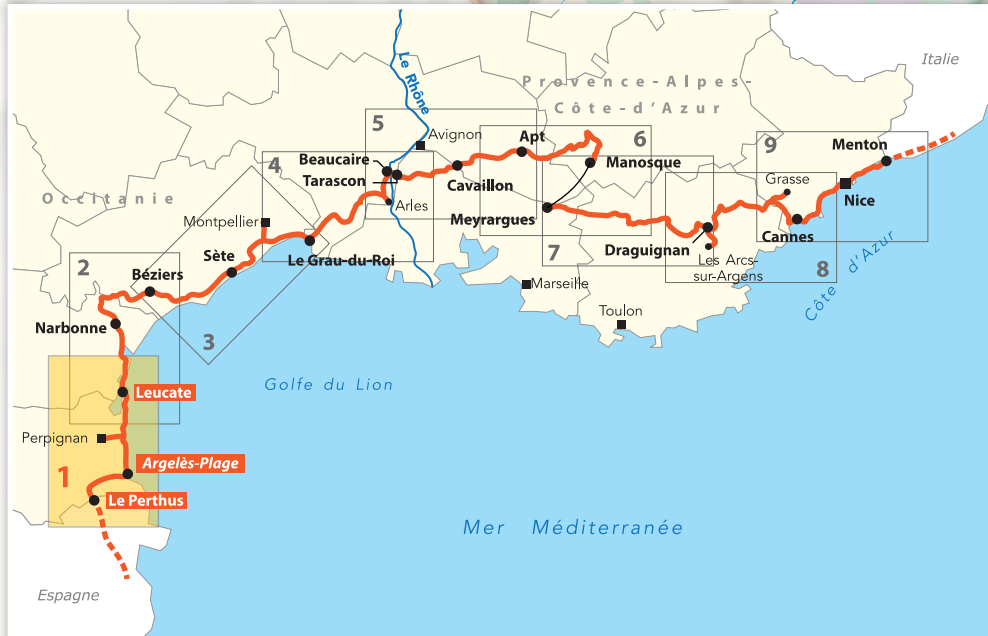 Italie
Provence-Alpes-
Côte-d'Azur
Le Rhône
5
Avignon
Apt
6
9
Menton
4
Beaucaire
Manosque
Tarascon
Cavaillon
Grasse
Nice
Occitanie
Arles
Meyrargues
Montpellier
Cannes
Draguignan
Le Grau-du-Roi
Sète
7
Les Arcs-
sur-Argens
8
2
Béziers
Marseille
Côte d'Azur
Toulon
Narbonne
3
Golfe du Lion
Leucate
Perpignan
Argelès-Plage
1
Le Perthus
Mer Méditerranée
Espagne